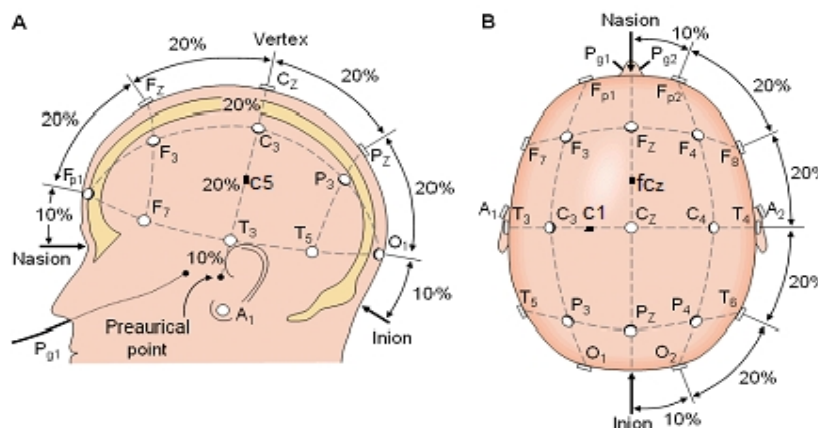 A
20%
Vertex
Cz
Fz
20%
20%
20%
F3
C3
Pz
Fp1
20%
C5
P3
20%
10%
F7
T3
T5
O1
Nasion
10%
10%
Preaurical
point
A1
Inion
Pg1
B
Nasion
10%
Pg1
Pg2
Fp1
Fp2
F7
F3
Fz
F4
F8
20%
fCz
A1
T3
C3
C1
Cz
C4
T4
A2
20%
T5
P3
Pz
P4
T6
O1
O2
20%
Inion
10%